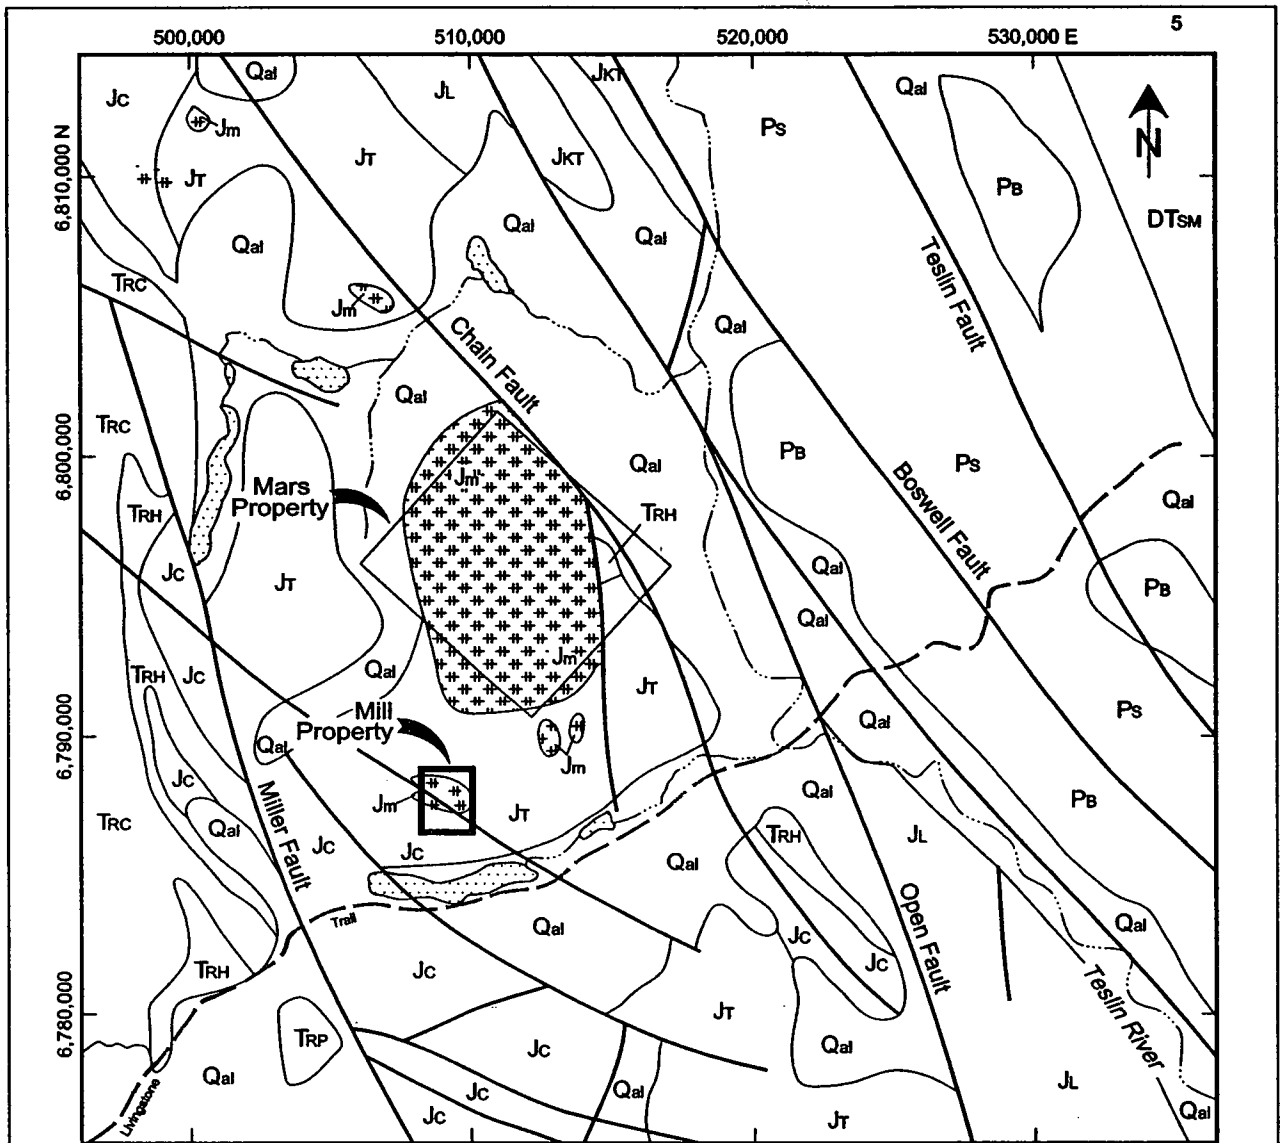 5
500,000 510,000 520,000 530,000 E
Qal
JKT
JC
JL
Qal
Jm
PS
N
JT
JKT
6,810,000 N
JT
PB
DTSM
Qal
Qal
Qal
Teslin Fault
TRC
Jm
Qal
Chain Fault
Qal
TRC
6,800,000
PB
Qal
PS
Jm
Mars
Property
Boswell Fault
Qal
TRH
TRH
Qal
JC
JT
PB
Qal
Jm
Qal
JC
TRH
JT
Mill
Property
PS
Qal
6,790,000
Qal
Jm
JC
Qal
PB
Jm
JT
Miller Fault
TRC
Qal
TRH
JL
JC
JC
Qal
Open Fault
Trail
Qal
Qal
JC
JC
TRH
JC
Teslin River
6,780,000
JT
TRP
JC
Qal
Qal
JL
JC
Qal
Livingstone
JC
JT
Qal